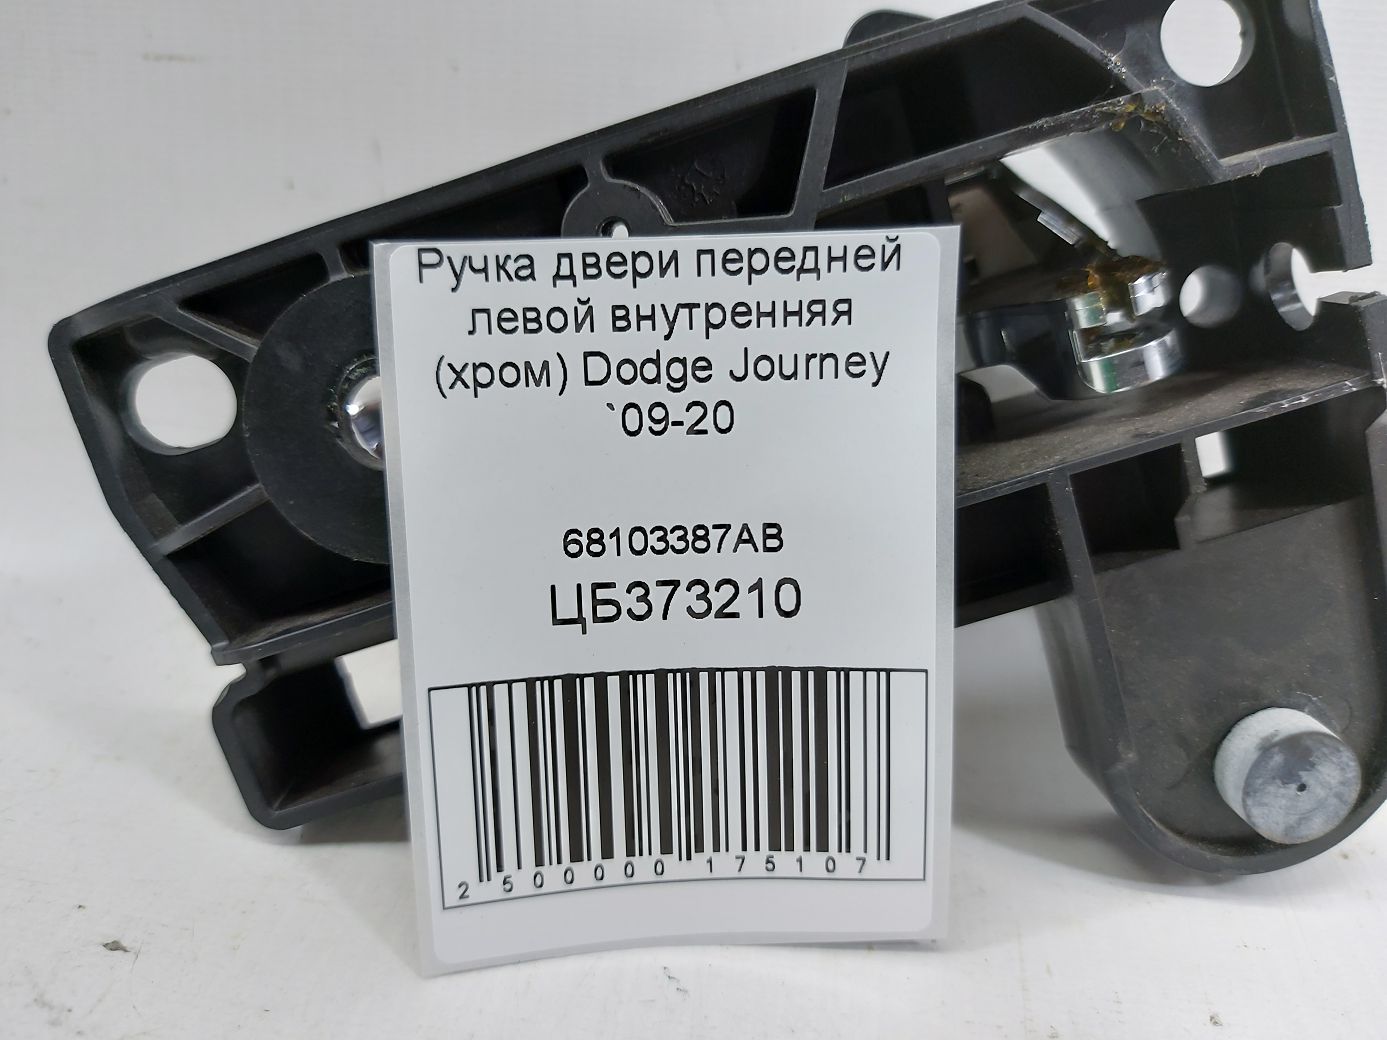 Ручка двери передней
левой внутренняя
(хром) Dodge Journey
`09-20
68103387AB
ЦБ373210
2 500000 175107